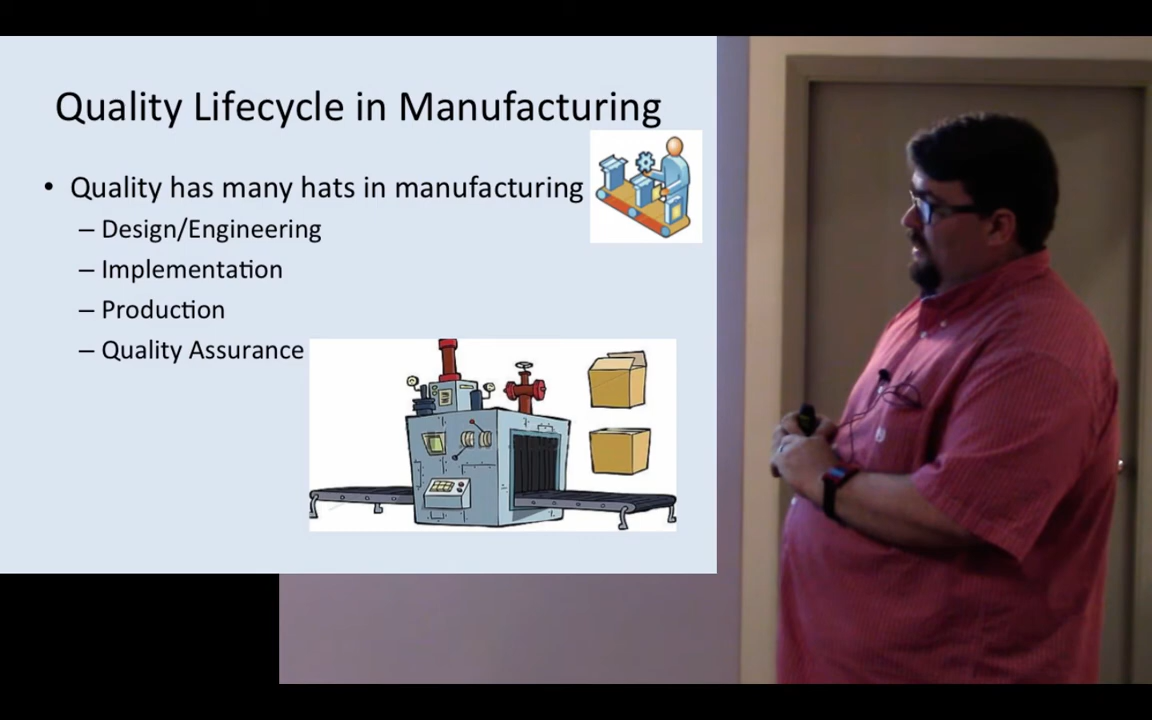 Quality Lifecycle in Manufacturing
• Quality has many hats in manufacturing
– Design/Engineering
– Implementation
– Production
– Quality Assurance